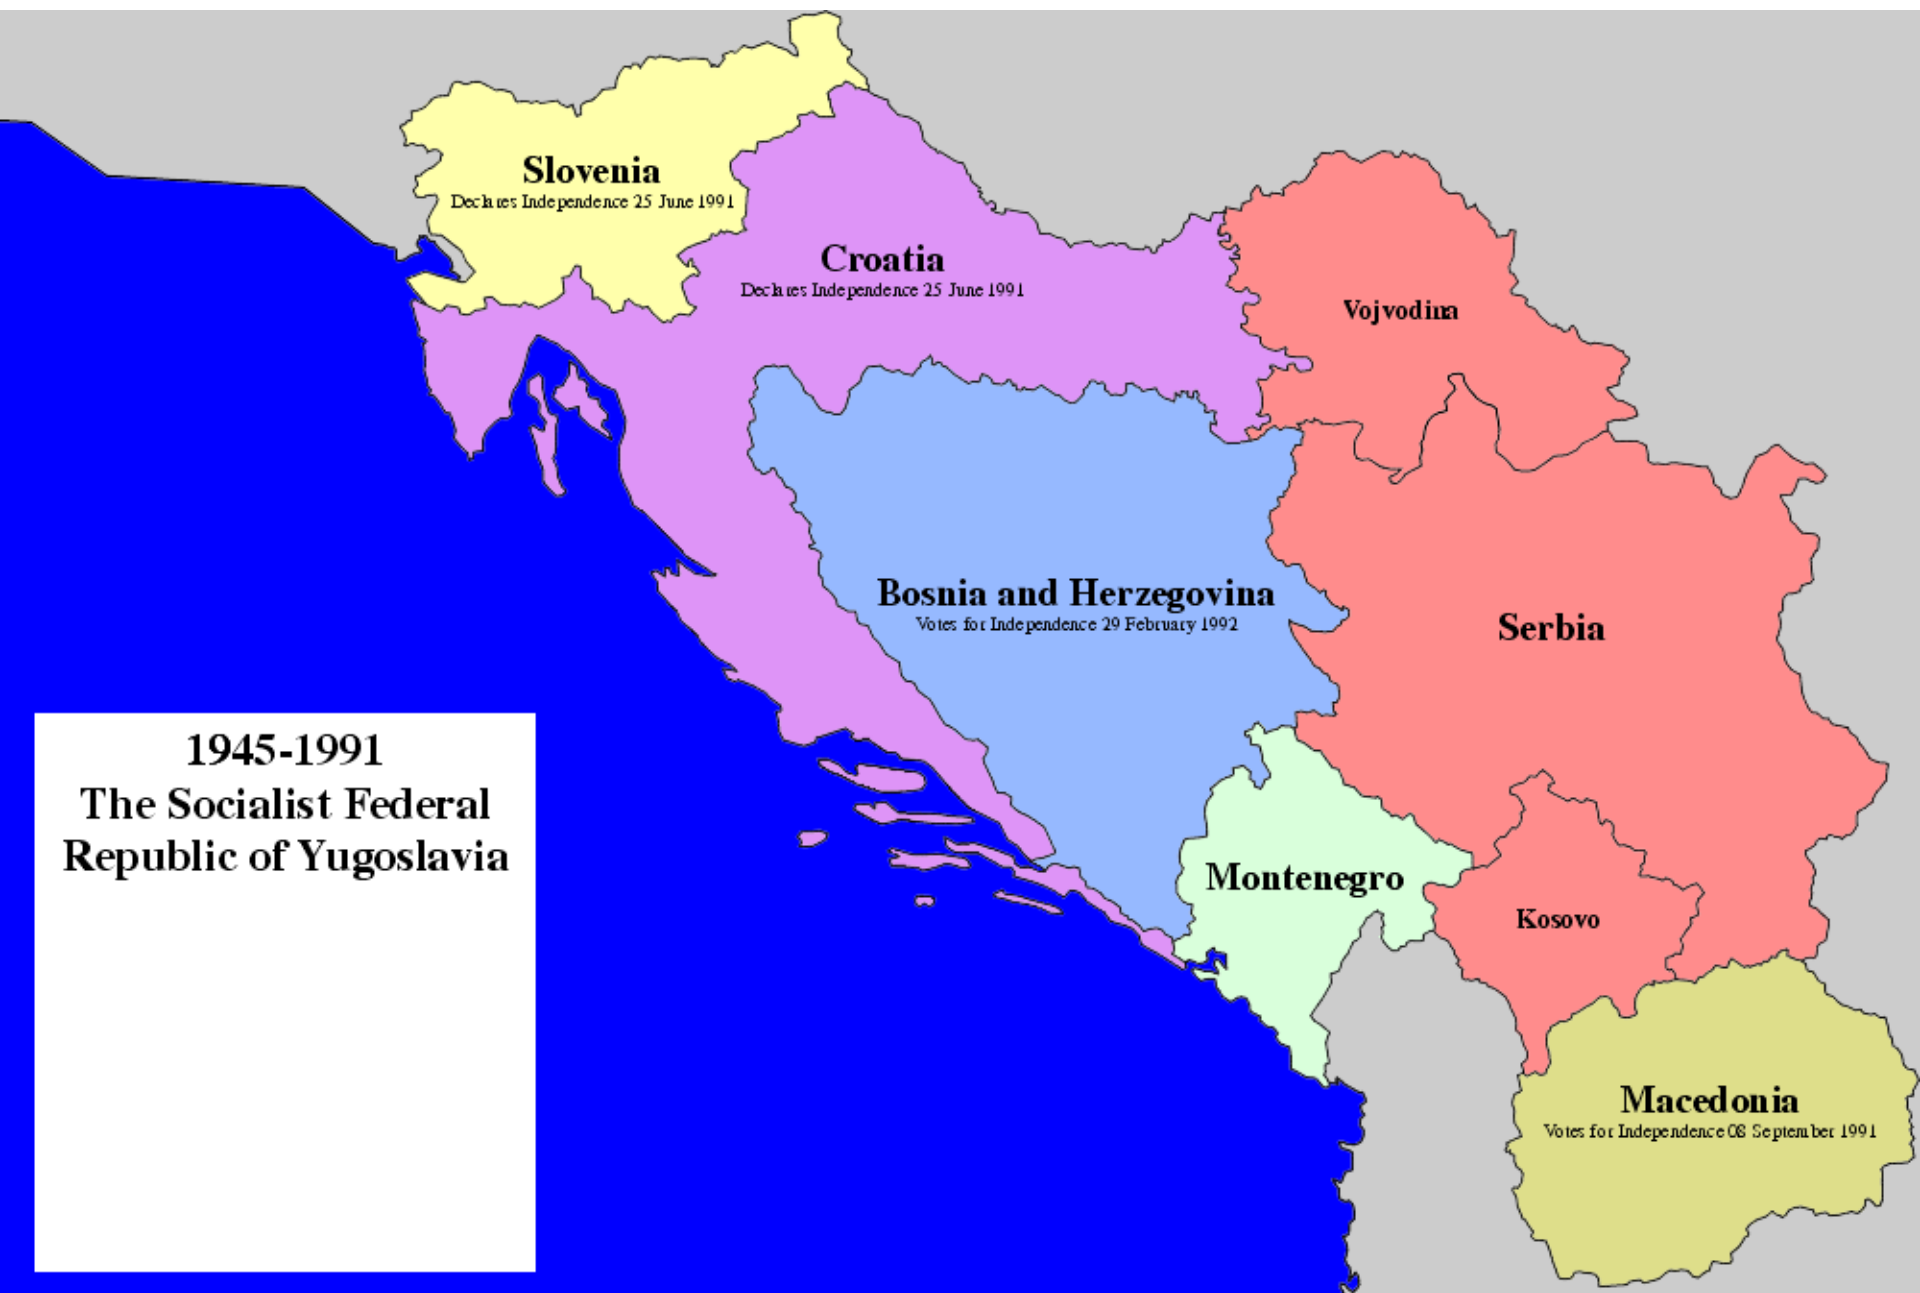 Slovenia
Declares Independence 25 June 1991
Croatia
Declares Independence 25 June 1991
Vojvodina
Bosnia and Herzegovina
Votes for Independence 29 February 1992
Serbia
1945-1991
The Socialist Federal
Republic of Yugoslavia
Montenegro
Kosovo
Macedonia
Votes for Independence 08 September 1991